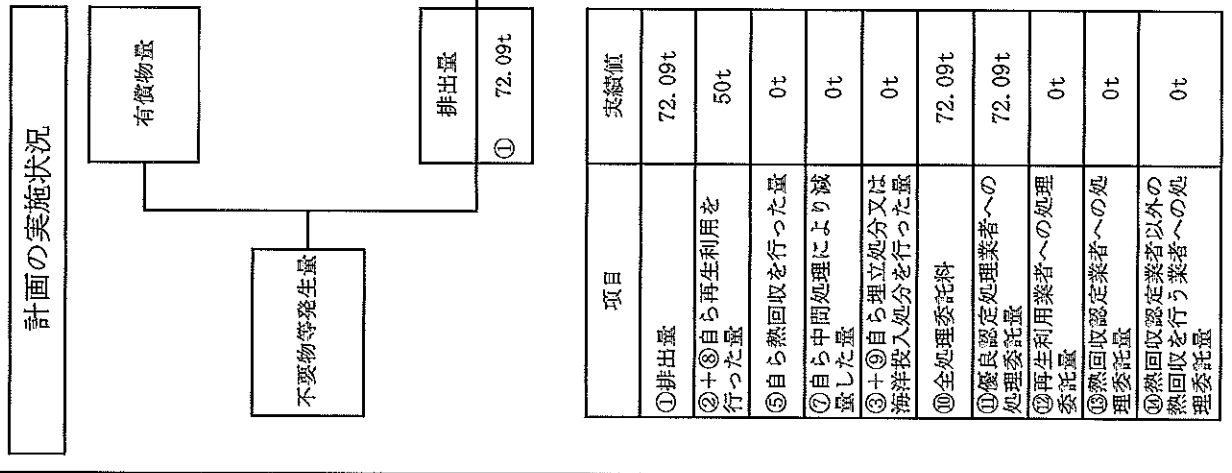 計画の実施状況
有償物量
不要物等発生量
排出量
① 72.09t
項目 実績値
①排出量 72.09t
②+⑧自ら再生利用を
行った量 50t
⑤自ら熱回収を行った量 0t
⑦自ら中間処理により減
量した量 0t
③+⑨自ら埋立処分又は
海洋投入処分を行った量 0t
⑩全処理委託料 72.09t
⑪優良認定処理業者への
処理委託量 72.09t
⑫再生利用業者への処理
委託量 0t
⑬熱回収認定業者への処
理委託量 0t
⑭熱回収認定業者以外の
熱回収を行う業者への処
理委託量 0t